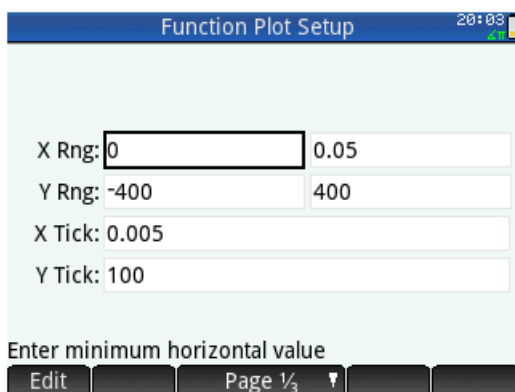 Function Plot Setup 20:03
∡π
X Rng: 0 0.05
Y Rng: -400 400
X Tick: 0.005
Y Tick: 100
Enter minimum horizontal value
Edit Page 1/3